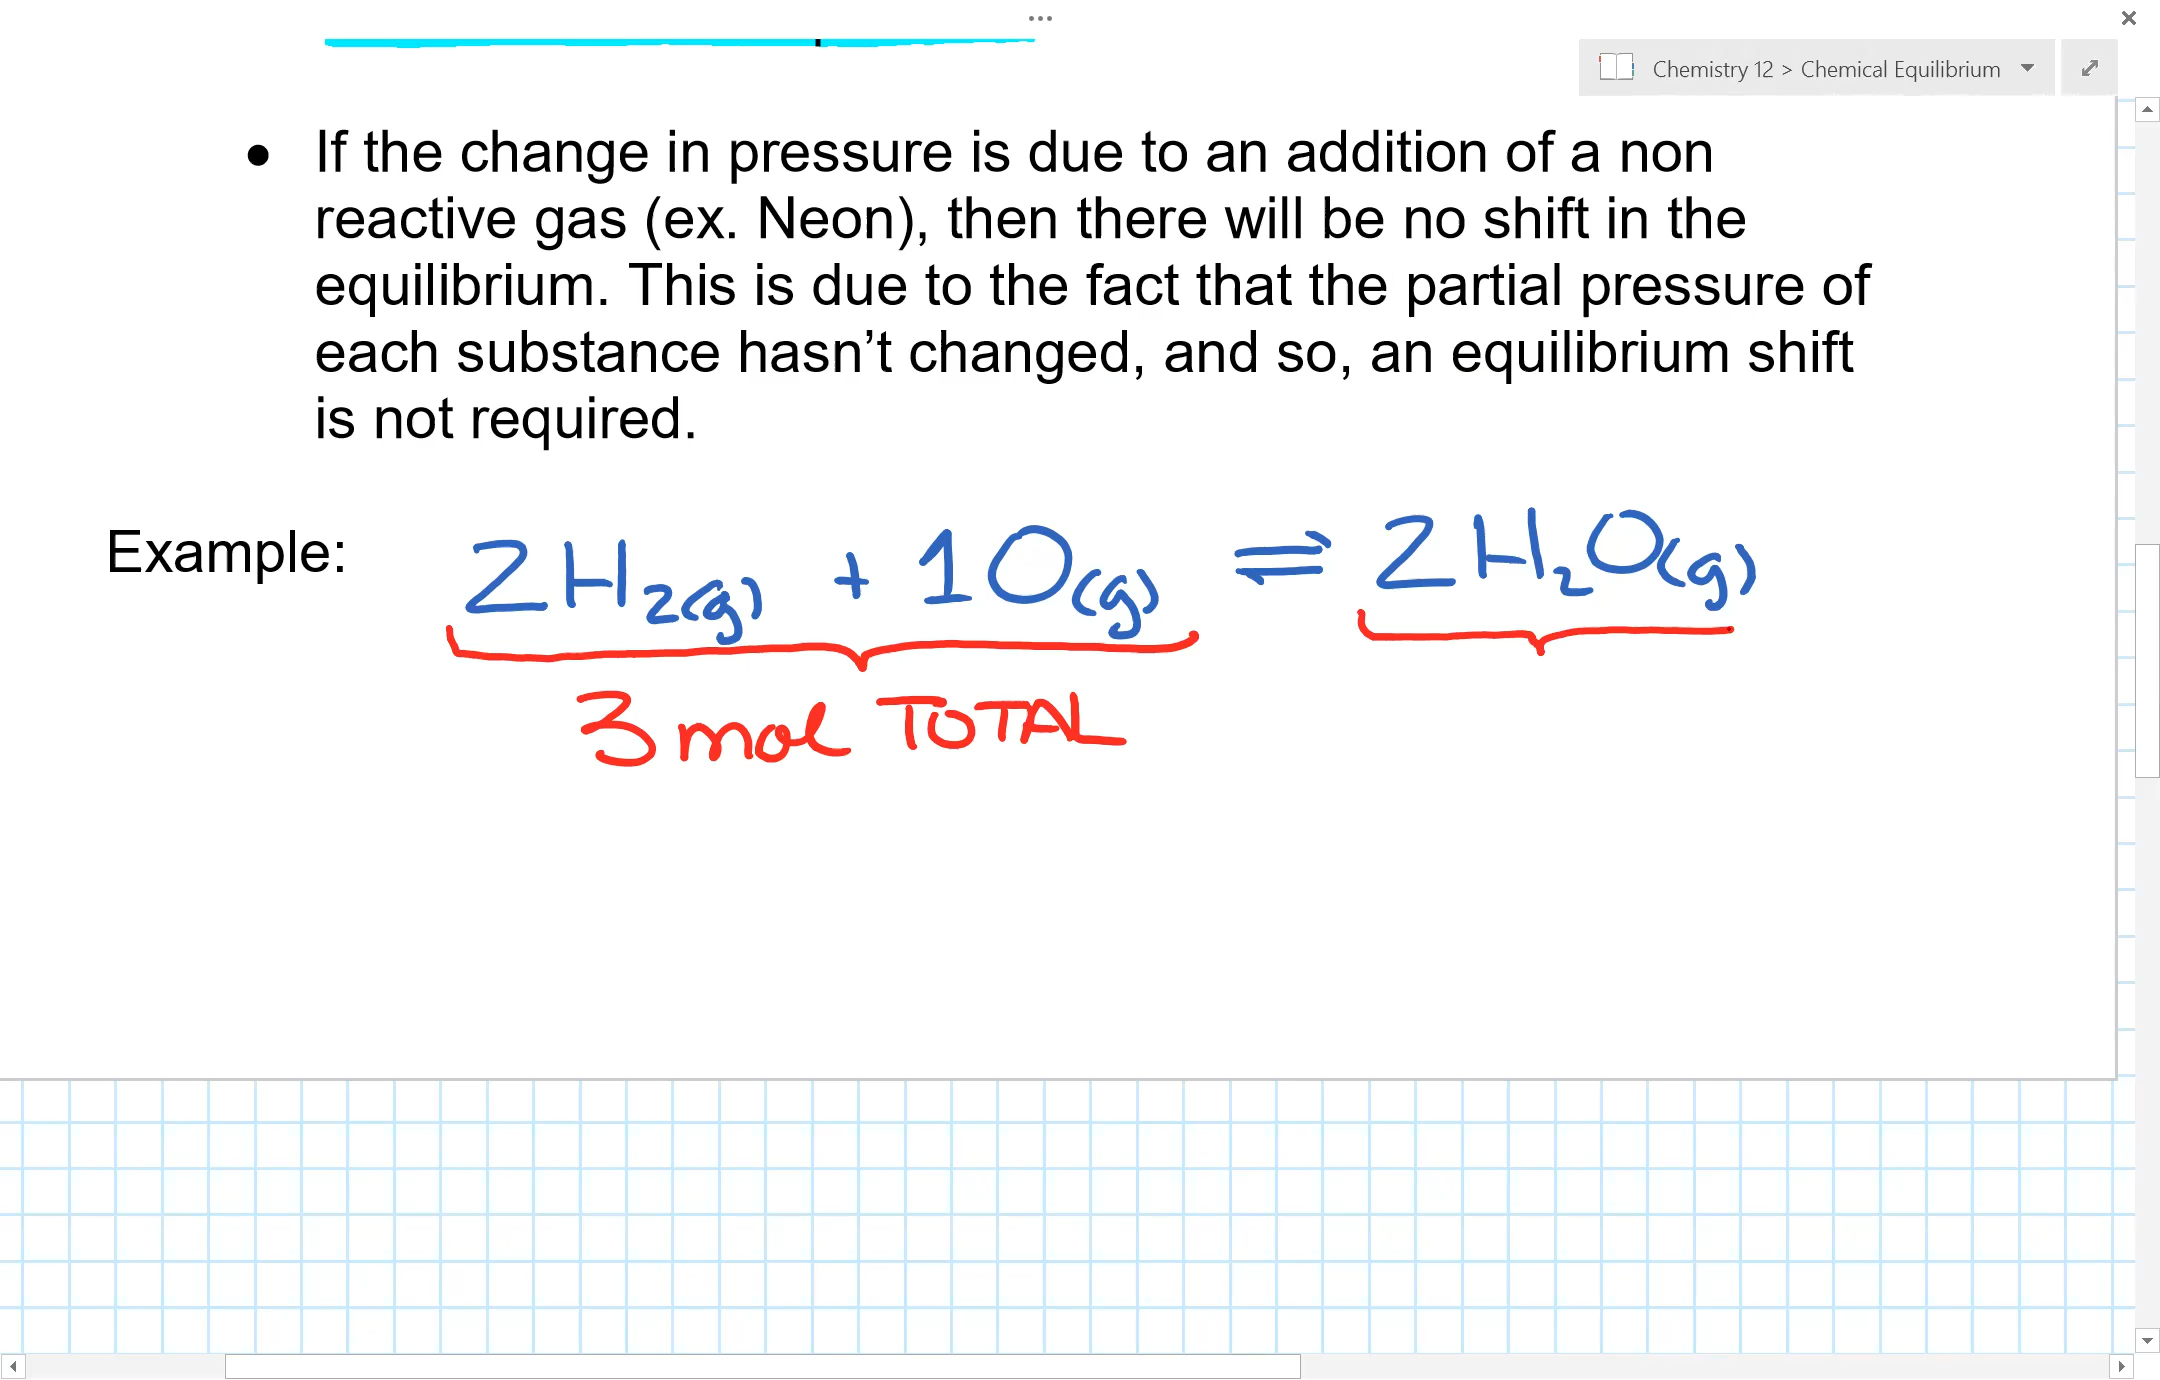 Chemistry 12 > Chemical Equilibrium
• If the change in pressure is due to an addition of a non
reactive gas (ex. Neon), then there will be no shift in the
equilibrium. This is due to the fact that the partial pressure of
each substance hasn’t changed, and so, an equilibrium shift
is not required.
Example: 2H₂(g) + 1O(g) ⇌ 2H₂O(g)
3 mol TOTAL